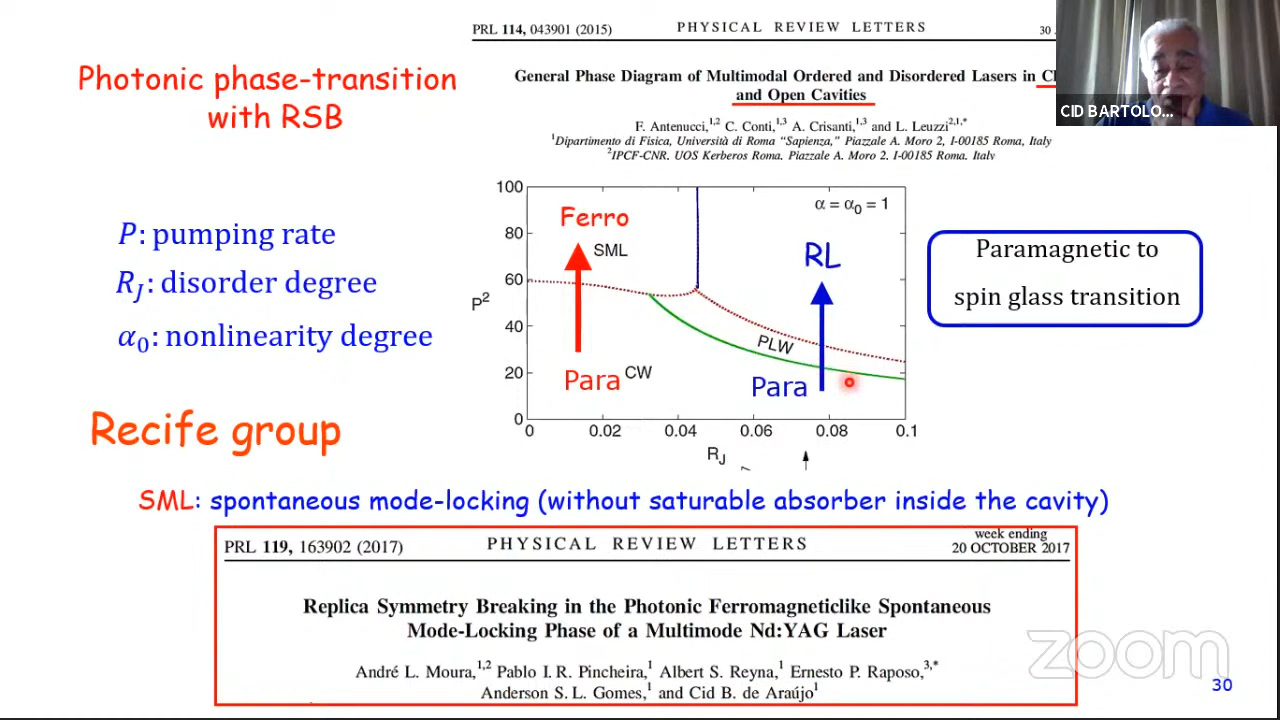 PRL 114, 043901 (2015)
PHYSICAL REVIEW LETTERS
30
Photonic phase-transition
with RSB
General Phase Diagram of Multimodal Ordered and Disordered Lasers in
and Open Cavities
CID BARTOLO...
F. Antenucci,1,2 C. Conti,1,3 A. Crisanti,1,3 and L. Leuzzi2,1,*
1Dipartimento di Fisica, Università di Roma "Sapienza," Piazzale A. Moro 2, I-00185 Roma, Italy
2IPCF-CNR, UOS Kerberos Roma, Piazzale A. Moro 2, I-00185 Roma, Italy
P: pumping rate
RJ: disorder degree
α0: nonlinearity degree
100
80
60
40
20
0
P2
Ferro
SML
α = α0 = 1
RL
PLW
Para CW
Para
0
0.02
0.04
0.06
0.08
0.1
RJ
Paramagnetic to
spin glass transition
Recife group
SML: spontaneous mode-locking (without saturable absorber inside the cavity)
PRL 119, 163902 (2017)
PHYSICAL REVIEW LETTERS
week ending
20 OCTOBER 2017
Replica Symmetry Breaking in the Photonic Ferromagneticlike Spontaneous
Mode-Locking Phase of a Multimode Nd:YAG Laser
André L. Moura,1,2 Pablo I. R. Pincheira,1 Albert S. Reyna,1 Ernesto P. Raposo,3,*
Anderson S. L. Gomes,1 and Cid B. de Araújo1
zoom
30